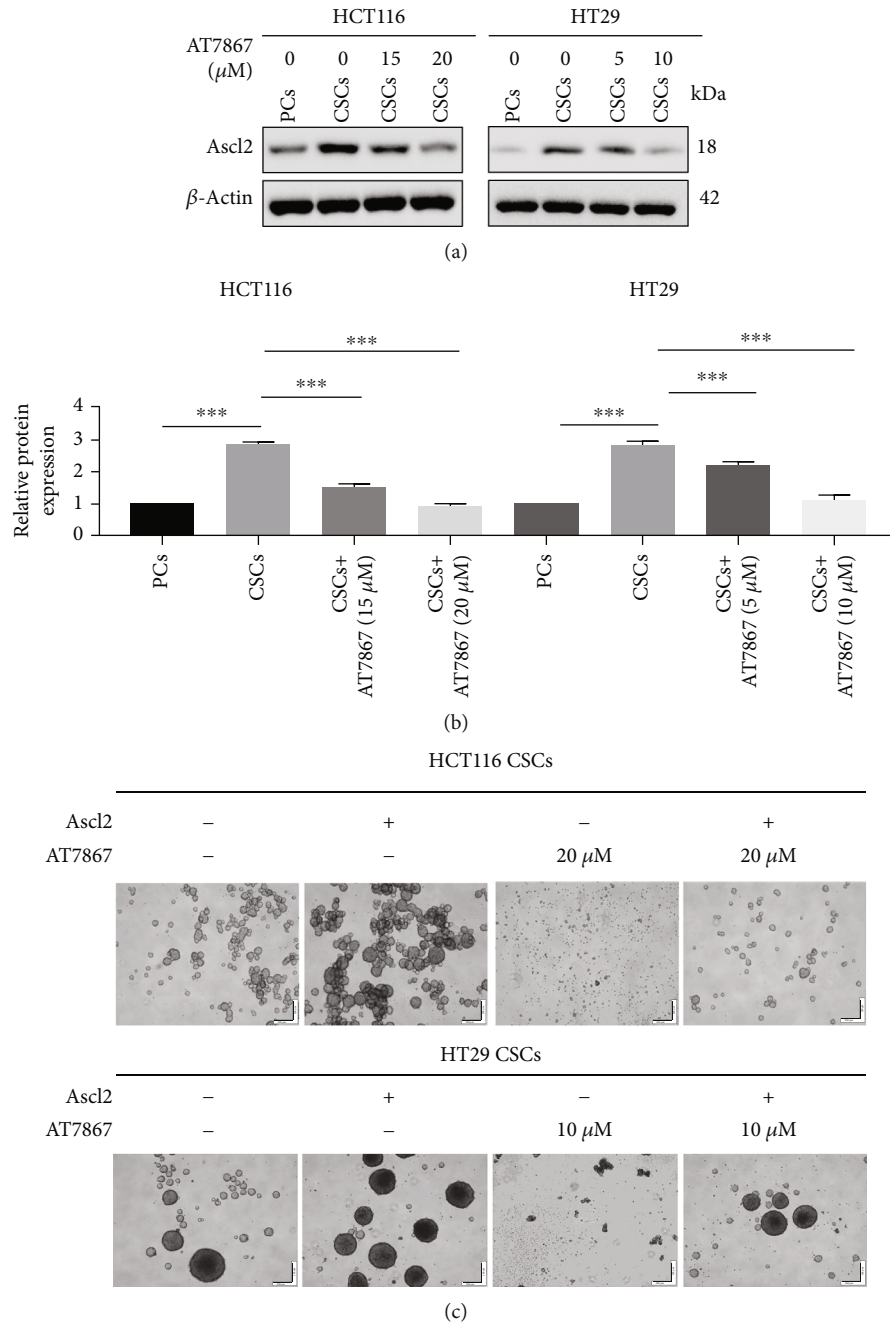 HCT116 HT29
AT7867 (μM) 0 0 15 20 0 0 5 10
PCs CSCs CSCs CSCs PCs CSCs CSCs CSCs kDa
Ascl2 18
β-Actin 42
(a)
HCT116 HT29
*** ***
*** ***
*** ***
Relative protein expression
4
3
2
1
0
PCs
CSCs
CSCs+ AT7867 (15 μM)
CSCs+ AT7867 (20 μM)
PCs
CSCs
CSCs+ AT7867 (5 μM)
CSCs+ AT7867 (10 μM)
(b)
HCT116 CSCs
Ascl2 – + – +
AT7867 – – 20 μM 20 μM
HT29 CSCs
Ascl2 – + – +
AT7867 – – 10 μM 10 μM
(c)